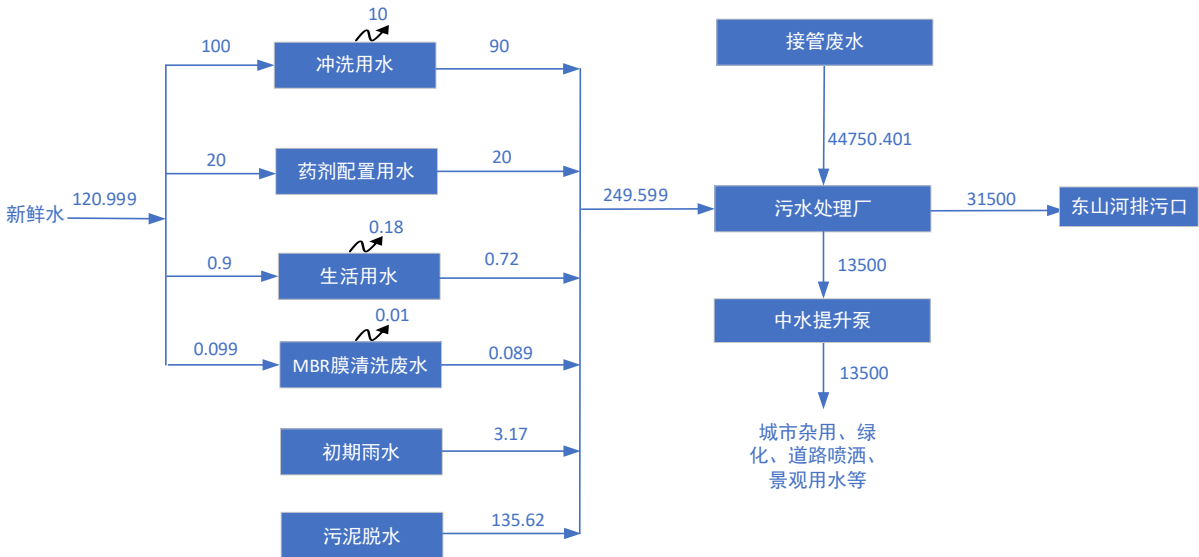 10
100
冲洗用水
90
接管废水
44750.401
20
药剂配置用水
20
新鲜水
120.999
249.599
污水处理厂
31500
东山河排污口
0.18
0.9
生活用水
0.72
13500
0.01
中水提升泵
0.099
MBR膜清洗废水
0.089
13500
3.17
初期雨水
城市杂用、绿
化、道路喷洒、
景观用水等
135.62
污泥脱水